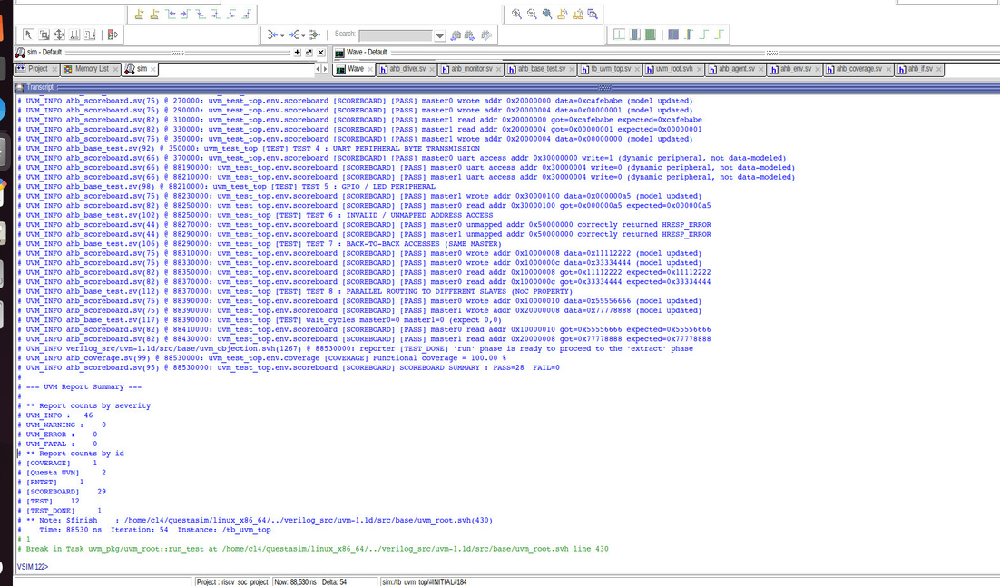 Search:
sim - Default
Wave - Default
Project
Memory List
sim
Wave
ahb_driver.sv
ahb_monitor.sv
ahb_base_test.sv
tb_uvm_top.sv
uvm_root.svh
ahb_agent.sv
ahb_env.sv
ahb_coverage.sv
ahb_if.sv
Transcript
# UVM_INFO ahb_scoreboard.sv(75) @ 270000: uvm_test_top.env.scoreboard [SCOREBOARD] [PASS] master0 wrote addr 0x20000000 data=0xcafebabe (model updated)
# UVM_INFO ahb_scoreboard.sv(75) @ 290000: uvm_test_top.env.scoreboard [SCOREBOARD] [PASS] master0 wrote addr 0x20000004 data=0x00000001 (model updated)
# UVM_INFO ahb_scoreboard.sv(82) @ 310000: uvm_test_top.env.scoreboard [SCOREBOARD] [PASS] master1 read addr 0x20000000 got=0xcafebabe expected=0xcafebabe
# UVM_INFO ahb_scoreboard.sv(82) @ 330000: uvm_test_top.env.scoreboard [SCOREBOARD] [PASS] master1 read addr 0x20000004 got=0x00000001 expected=0x00000001
# UVM_INFO ahb_scoreboard.sv(75) @ 350000: uvm_test_top.env.scoreboard [SCOREBOARD] [PASS] master1 wrote addr 0x20000004 data=0x00000000 (model updated)
# UVM_INFO ahb_base_test.sv(92) @ 350000: uvm_test_top [TEST] TEST 4 : UART PERIPHERAL BYTE TRANSMISSION
# UVM_INFO ahb_scoreboard.sv(66) @ 370000: uvm_test_top.env.scoreboard [SCOREBOARD] [PASS] master0 uart access addr 0x30000000 write=1 (dynamic peripheral, not data-modeled)
# UVM_INFO ahb_scoreboard.sv(66) @ 88190000: uvm_test_top.env.scoreboard [SCOREBOARD] [PASS] master0 uart access addr 0x30000004 write=0 (dynamic peripheral, not data-modeled)
# UVM_INFO ahb_scoreboard.sv(66) @ 88210000: uvm_test_top.env.scoreboard [SCOREBOARD] [PASS] master1 uart access addr 0x30000004 write=0 (dynamic peripheral, not data-modeled)
# UVM_INFO ahb_base_test.sv(98) @ 88210000: uvm_test_top [TEST] TEST 5 : GPIO / LED PERIPHERAL
# UVM_INFO ahb_scoreboard.sv(75) @ 88230000: uvm_test_top.env.scoreboard [SCOREBOARD] [PASS] master1 wrote addr 0x30000100 data=0x000000a5 (model updated)
# UVM_INFO ahb_scoreboard.sv(82) @ 88250000: uvm_test_top.env.scoreboard [SCOREBOARD] [PASS] master0 read addr 0x30000100 got=0x000000a5 expected=0x000000a5
# UVM_INFO ahb_base_test.sv(102) @ 88250000: uvm_test_top [TEST] TEST 6 : INVALID / UNMAPPED ADDRESS ACCESS
# UVM_INFO ahb_scoreboard.sv(44) @ 88270000: uvm_test_top.env.scoreboard [SCOREBOARD] [PASS] master0 unmapped addr 0x50000000 correctly returned HRESP_ERROR
# UVM_INFO ahb_scoreboard.sv(44) @ 88290000: uvm_test_top.env.scoreboard [SCOREBOARD] [PASS] master1 unmapped addr 0x50000000 correctly returned HRESP_ERROR
# UVM_INFO ahb_base_test.sv(106) @ 88290000: uvm_test_top [TEST] TEST 7 : BACK-TO-BACK ACCESSES (SAME MASTER)
# UVM_INFO ahb_scoreboard.sv(75) @ 88310000: uvm_test_top.env.scoreboard [SCOREBOARD] [PASS] master0 wrote addr 0x10000008 data=0x11112222 (model updated)
# UVM_INFO ahb_scoreboard.sv(75) @ 88330000: uvm_test_top.env.scoreboard [SCOREBOARD] [PASS] master0 wrote addr 0x1000000c data=0x33334444 (model updated)
# UVM_INFO ahb_scoreboard.sv(82) @ 88350000: uvm_test_top.env.scoreboard [SCOREBOARD] [PASS] master0 read addr 0x10000008 got=0x11112222 expected=0x11112222
# UVM_INFO ahb_scoreboard.sv(82) @ 88370000: uvm_test_top.env.scoreboard [SCOREBOARD] [PASS] master0 read addr 0x1000000c got=0x33334444 expected=0x33334444
# UVM_INFO ahb_base_test.sv(112) @ 88370000: uvm_test_top [TEST] TEST 8 : PARALLEL ROUTING TO DIFFERENT SLAVES (NoC PROPERTY)
# UVM_INFO ahb_scoreboard.sv(75) @ 88390000: uvm_test_top.env.scoreboard [SCOREBOARD] [PASS] master0 wrote addr 0x10000010 data=0x55556666 (model updated)
# UVM_INFO ahb_scoreboard.sv(75) @ 88390000: uvm_test_top.env.scoreboard [SCOREBOARD] [PASS] master1 wrote addr 0x20000008 data=0x77778888 (model updated)
# UVM_INFO ahb_base_test.sv(117) @ 88390000: uvm_test_top [TEST] wait_cycles master0=0 master1=0 (expect 0,0)
# UVM_INFO ahb_scoreboard.sv(82) @ 88410000: uvm_test_top.env.scoreboard [SCOREBOARD] [PASS] master0 read addr 0x10000010 got=0x55556666 expected=0x55556666
# UVM_INFO ahb_scoreboard.sv(82) @ 88430000: uvm_test_top.env.scoreboard [SCOREBOARD] [PASS] master1 read addr 0x20000008 got=0x77778888 expected=0x77778888
# UVM_INFO verilog_src/uvm-1.1d/src/base/uvm_objection.svh(1267) @ 88530000: reporter [TEST_DONE] 'run' phase is ready to proceed to the 'extract' phase
# UVM_INFO ahb_coverage.sv(99) @ 88530000: uvm_test_top.env.coverage [COVERAGE] Functional coverage = 100.00 %
# UVM_INFO ahb_scoreboard.sv(95) @ 88530000: uvm_test_top.env.scoreboard [SCOREBOARD] SCOREBOARD SUMMARY : PASS=28 FAIL=0
#
# --- UVM Report Summary ---
#
# ** Report counts by severity
# UVM_INFO : 46
# UVM_WARNING : 0
# UVM_ERROR : 0
# UVM_FATAL : 0
# ** Report counts by id
# [COVERAGE] 1
# [Questa UVM] 2
# [RNTST] 1
# [SCOREBOARD] 29
# [TEST] 12
# [TEST_DONE] 1
# ** Note: $finish : /home/cl4/questasim/linux_x86_64/../verilog_src/uvm-1.1d/src/base/uvm_root.svh(430)
# Time: 88530 ns Iteration: 54 Instance: /tb_uvm_top
# 1
# Break in Task uvm_pkg/uvm_root::run_test at /home/cl4/questasim/linux_x86_64/../verilog_src/uvm-1.1d/src/base/uvm_root.svh line 430
VSIM 122>
Project : riscv_soc_project
Now: 88,530 ns Delta: 54
sim:/tb_uvm_top/#INITIAL#184